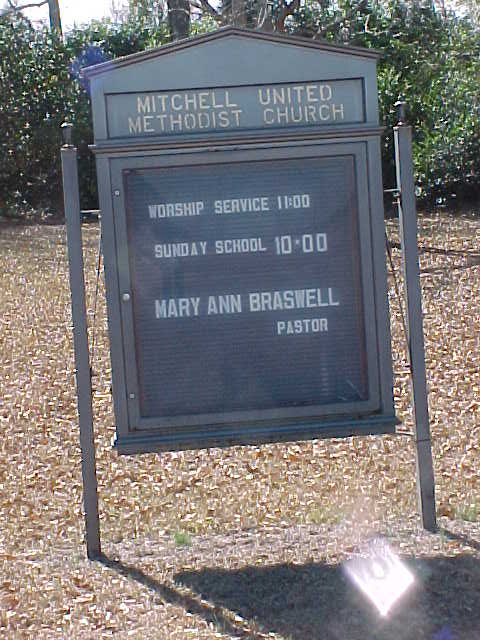 MITCHELL UNITED
METHODIST CHURCH
WORSHIP SERVICE 11:00
SUNDAY SCHOOL 10:00
MARY ANN BRASWELL
PASTOR